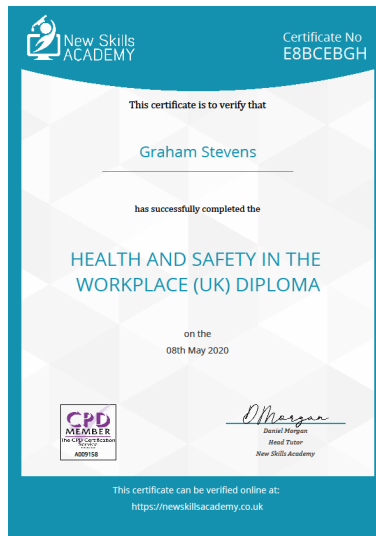 New Skills
ACADEMY
Certificate No
E8BCEBGH
This certificate is to verify that
Graham Stevens
has successfully completed the
HEALTH AND SAFETY IN THE
WORKPLACE (UK) DIPLOMA
on the
08th May 2020
CPD
MEMBER
The CPD Certification
Service
A009158
DMorgan
Daniel Morgan
Head Tutor
New Skills Academy
This certificate can be verified online at:
https://newskillsacademy.co.uk